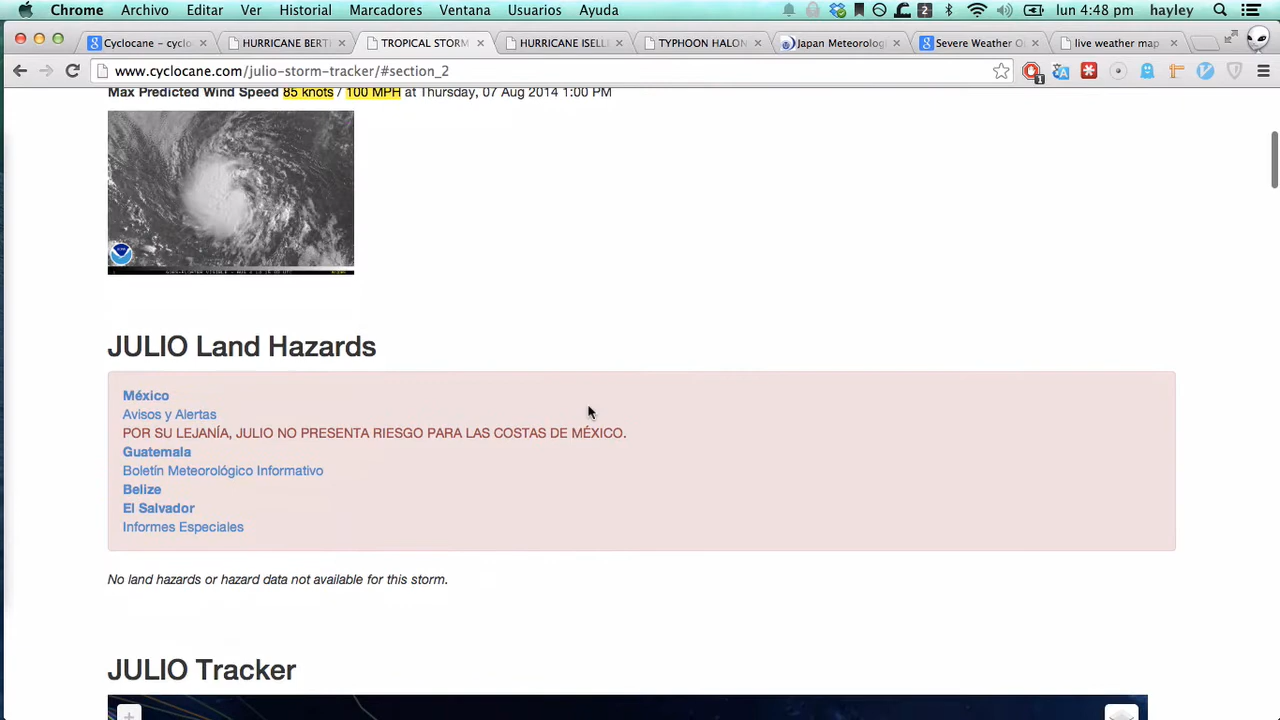 Chrome Archivo Editar Ver Historial Marcadores Ventana Usuarios Ayuda 2 lun 4:48 pm hayley
Cyclocane – cyclo HURRICANE BERT TROPICAL STORM HURRICANE ISELL TYPHOON HALON Japan Meteorologi Severe Weather O live weather map
www.cyclocane.com/julio-storm-tracker/#section_2
1
Max Predicted Wind Speed 85 knots / 100 MPH at Thursday, 07 Aug 2014 1:00 PM
JULIO Land Hazards
México
Avisos y Alertas
POR SU LEJANÍA, JULIO NO PRESENTA RIESGO PARA LAS COSTAS DE MÉXICO.
Guatemala
Boletín Meteorológico Informativo
Belize
El Salvador
Informes Especiales
No land hazards or hazard data not available for this storm.
JULIO Tracker
+